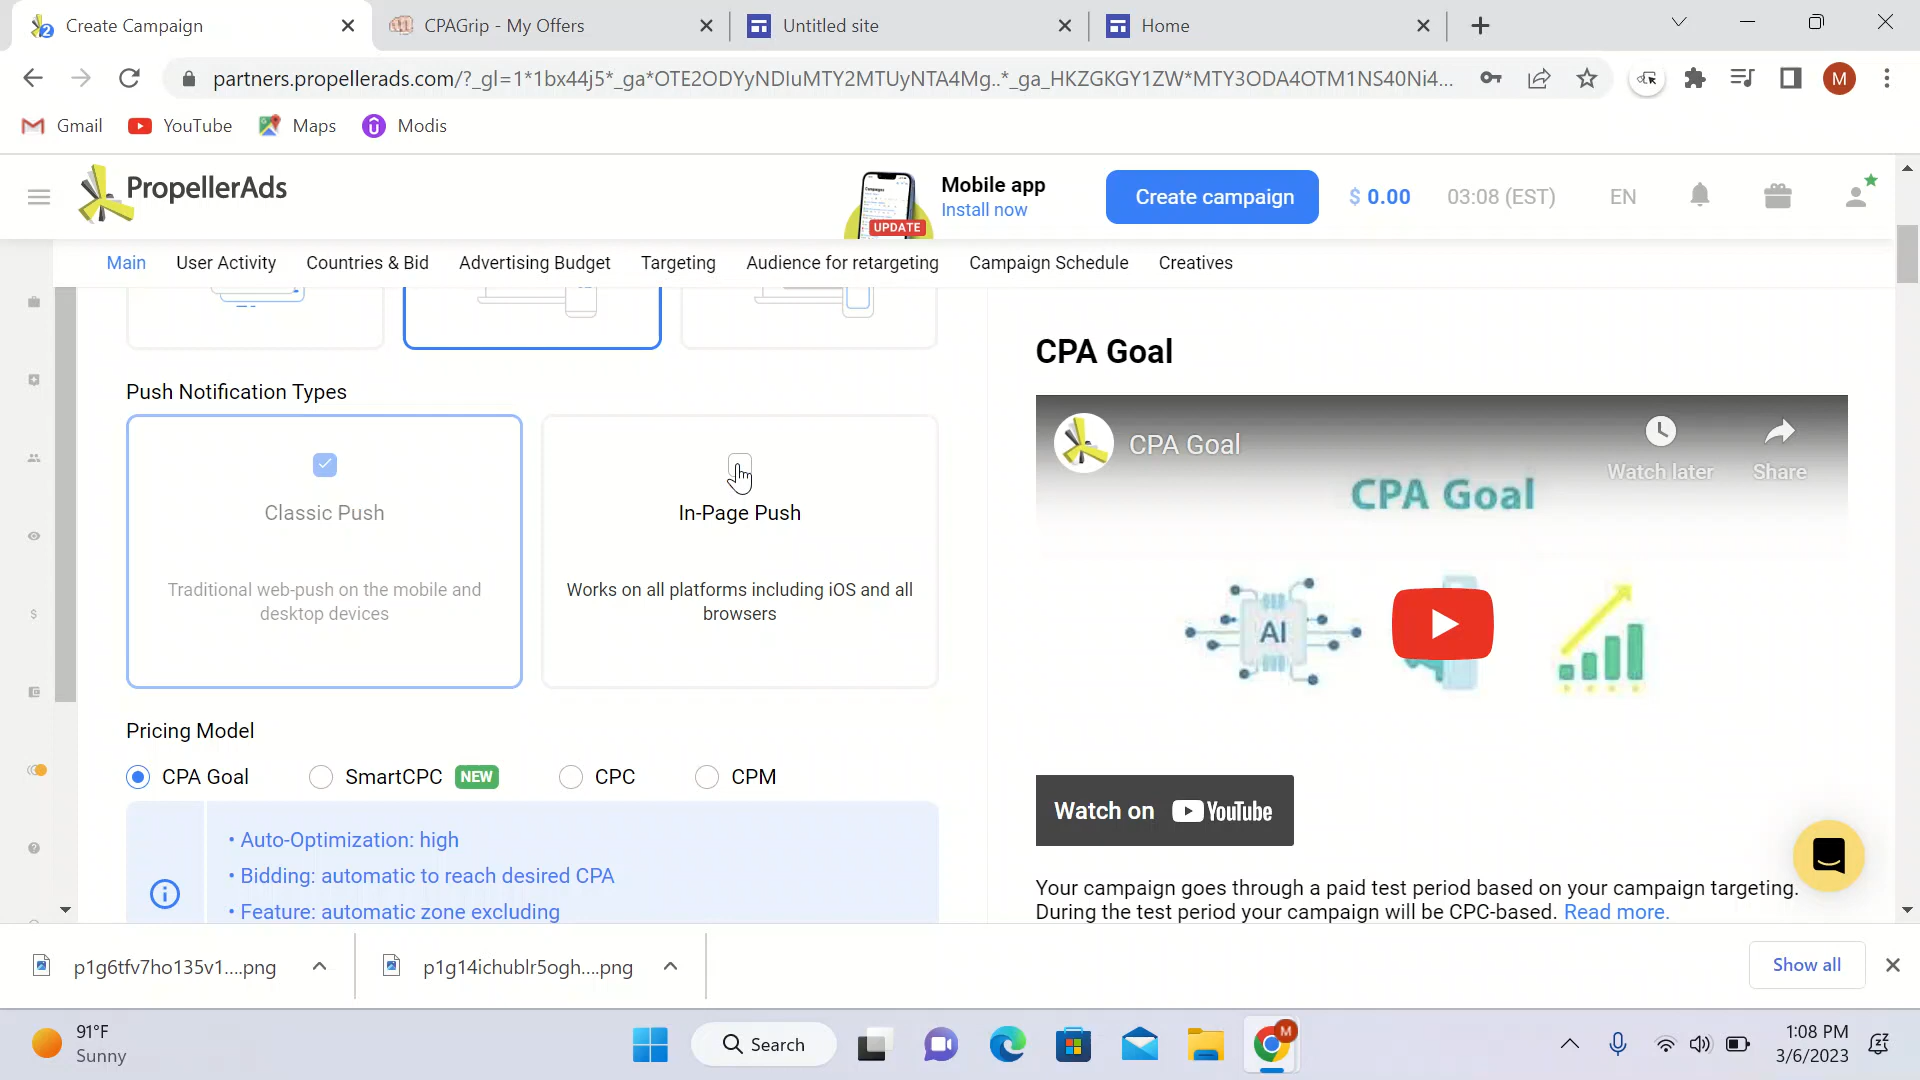 Create Campaign
CPAGrip - My Offers
Untitled site
Home
partners.propellerads.com/?_gl=1*1bx44j5*_ga*OTE2ODYyNDIuMTY2MTUyNTA4Mg..*_ga_HKZGKGY1ZW*MTY3ODA4OTM1NS40Ni4...
M
Gmail
YouTube
Maps
Modis
PropellerAds
UPDATE
Mobile app
Install now
Create campaign
$ 0.00
03:08 (EST)
EN
Main
User Activity
Countries & Bid
Advertising Budget
Targeting
Audience for retargeting
Campaign Schedule
Creatives
Push Notification Types
Classic Push
Traditional web-push on the mobile and
desktop devices
In-Page Push
Works on all platforms including iOS and all
browsers
Pricing Model
CPA Goal
SmartCPC NEW
CPC
CPM
• Auto-Optimization: high
• Bidding: automatic to reach desired CPA
• Feature: automatic zone excluding
CPA Goal
CPA Goal
Watch later
Share
CPA Goal
AI
Watch on YouTube
Your campaign goes through a paid test period based on your campaign targeting.
During the test period your campaign will be CPC-based. Read more.
p1g6tfv7ho135v1....png
p1g14ichublr5ogh....png
Show all
91°F
Sunny
Search
M
1:08 PM
3/6/2023